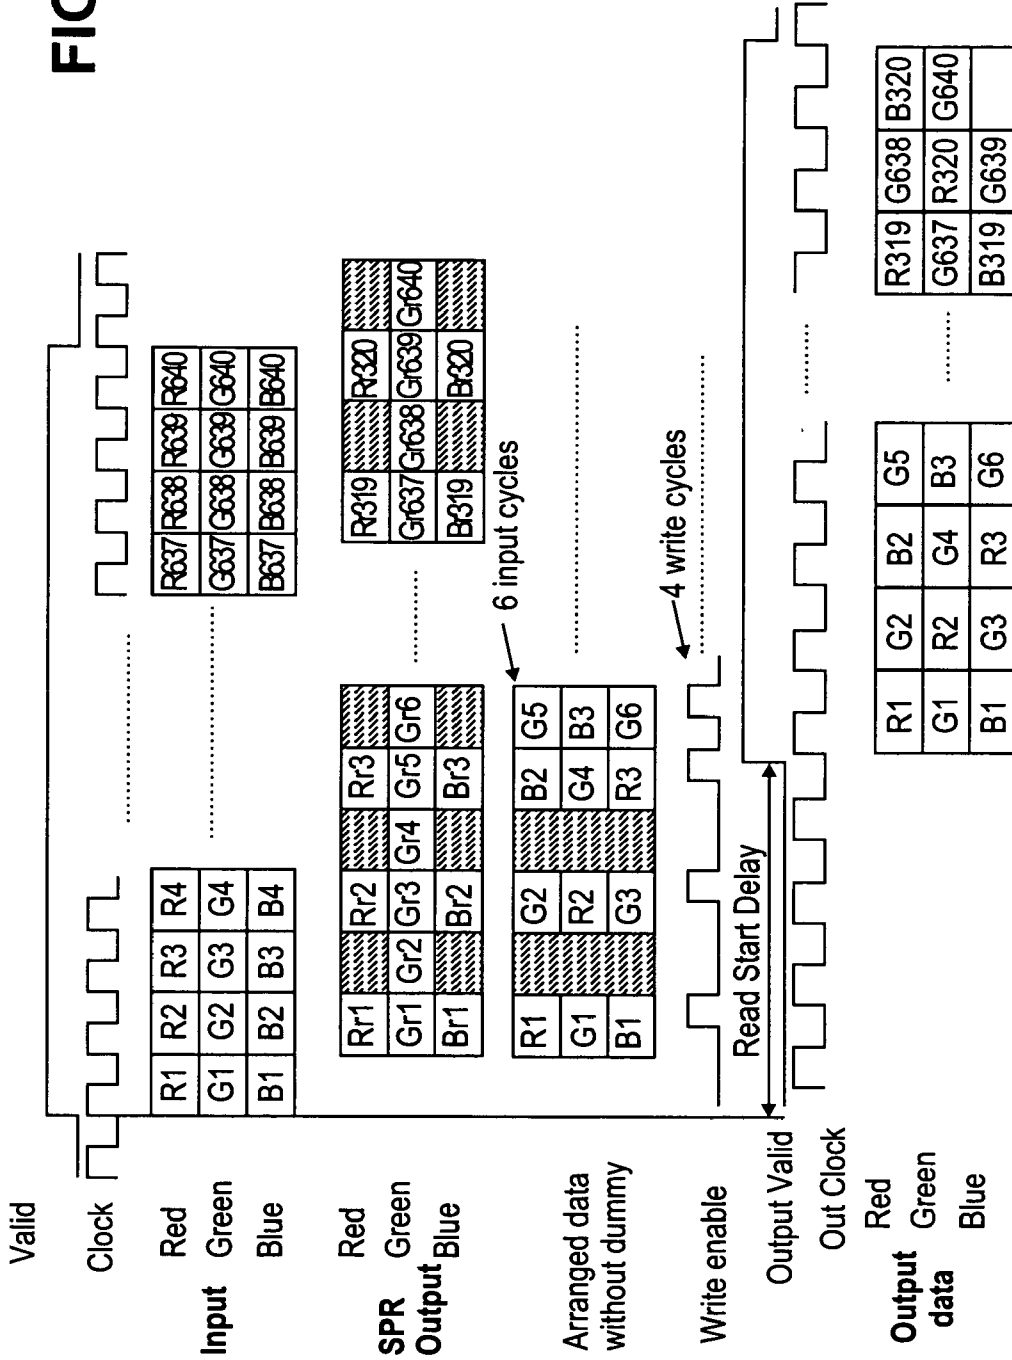 FIG
Valid
Clock
Input
Red R1 R2 R3 R4 R637 R638 R639 R640
Green G1 G2 G3 G4 G637 G638 G639 G640
Blue B1 B2 B3 B4 B637 B638 B639 B640
SPR Output
Red Rr1 Rr2 Rr3 Rr319 Rr320
Green Gr1 Gr2 Gr3 Gr4 Gr5 Gr6 Gr637 Gr638 Gr639 Gr640
Blue Br1 Br2 Br3 Br319 Br320
6 input cycles
Arranged data
without dummy
R1 G2 B2 G5
G1 R2 G4 B3
B1 G3 R3 G6
4 write cycles
Write enable
Read Start Delay
Output Valid
Out Clock
Output
data
Red R1 G2 B2 G5 R319 G638 B320
Green G1 R2 G4 B3 G637 R320 G640
Blue B1 G3 R3 G6 B319 G639